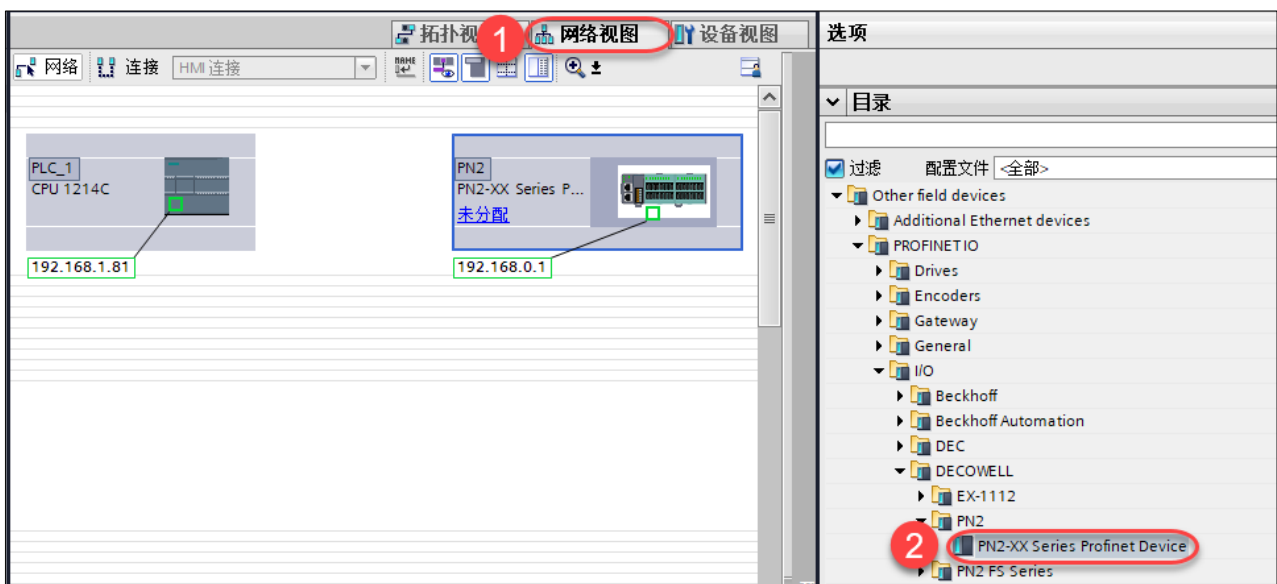 拓扑视
1
网络视图
设备视图
网络
连接
HMI 连接
NAME
±
PLC_1
CPU 1214C
192.168.1.81
PN2
PN2-XX Series P...
未分配
192.168.0.1
选项
目录
过滤
配置文件
<全部>
Other field devices
Additional Ethernet devices
PROFINET IO
Drives
Encoders
Gateway
General
I/O
Beckhoff
Beckhoff Automation
DEC
DECOWELL
EX-1112
PN2
2
PN2-XX Series Profinet Device
PN2 FS Series